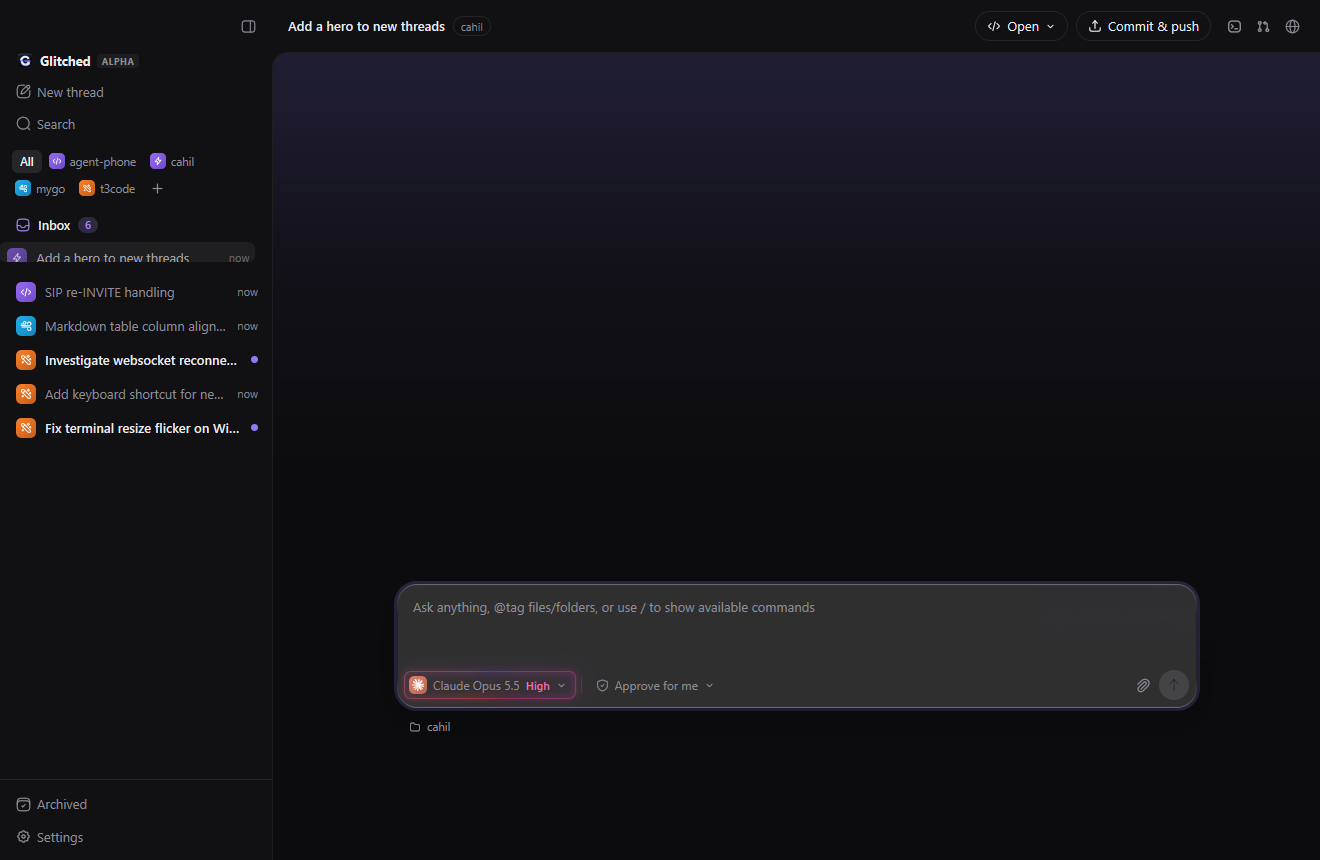 Add a hero to new threads cahil
Open
Commit & push
Glitched ALPHA
New thread
Search
All agent-phone cahil
mygo t3code
Inbox 6
Add a hero to new threads now
SIP re-INVITE handling now
Markdown table column align... now
Investigate websocket reconne...
Add keyboard shortcut for ne... now
Fix terminal resize flicker on Wi...
Ask anything, @tag files/folders, or use / to show available commands
Claude Opus 5.5 High Approve for me
cahil
Archived
Settings